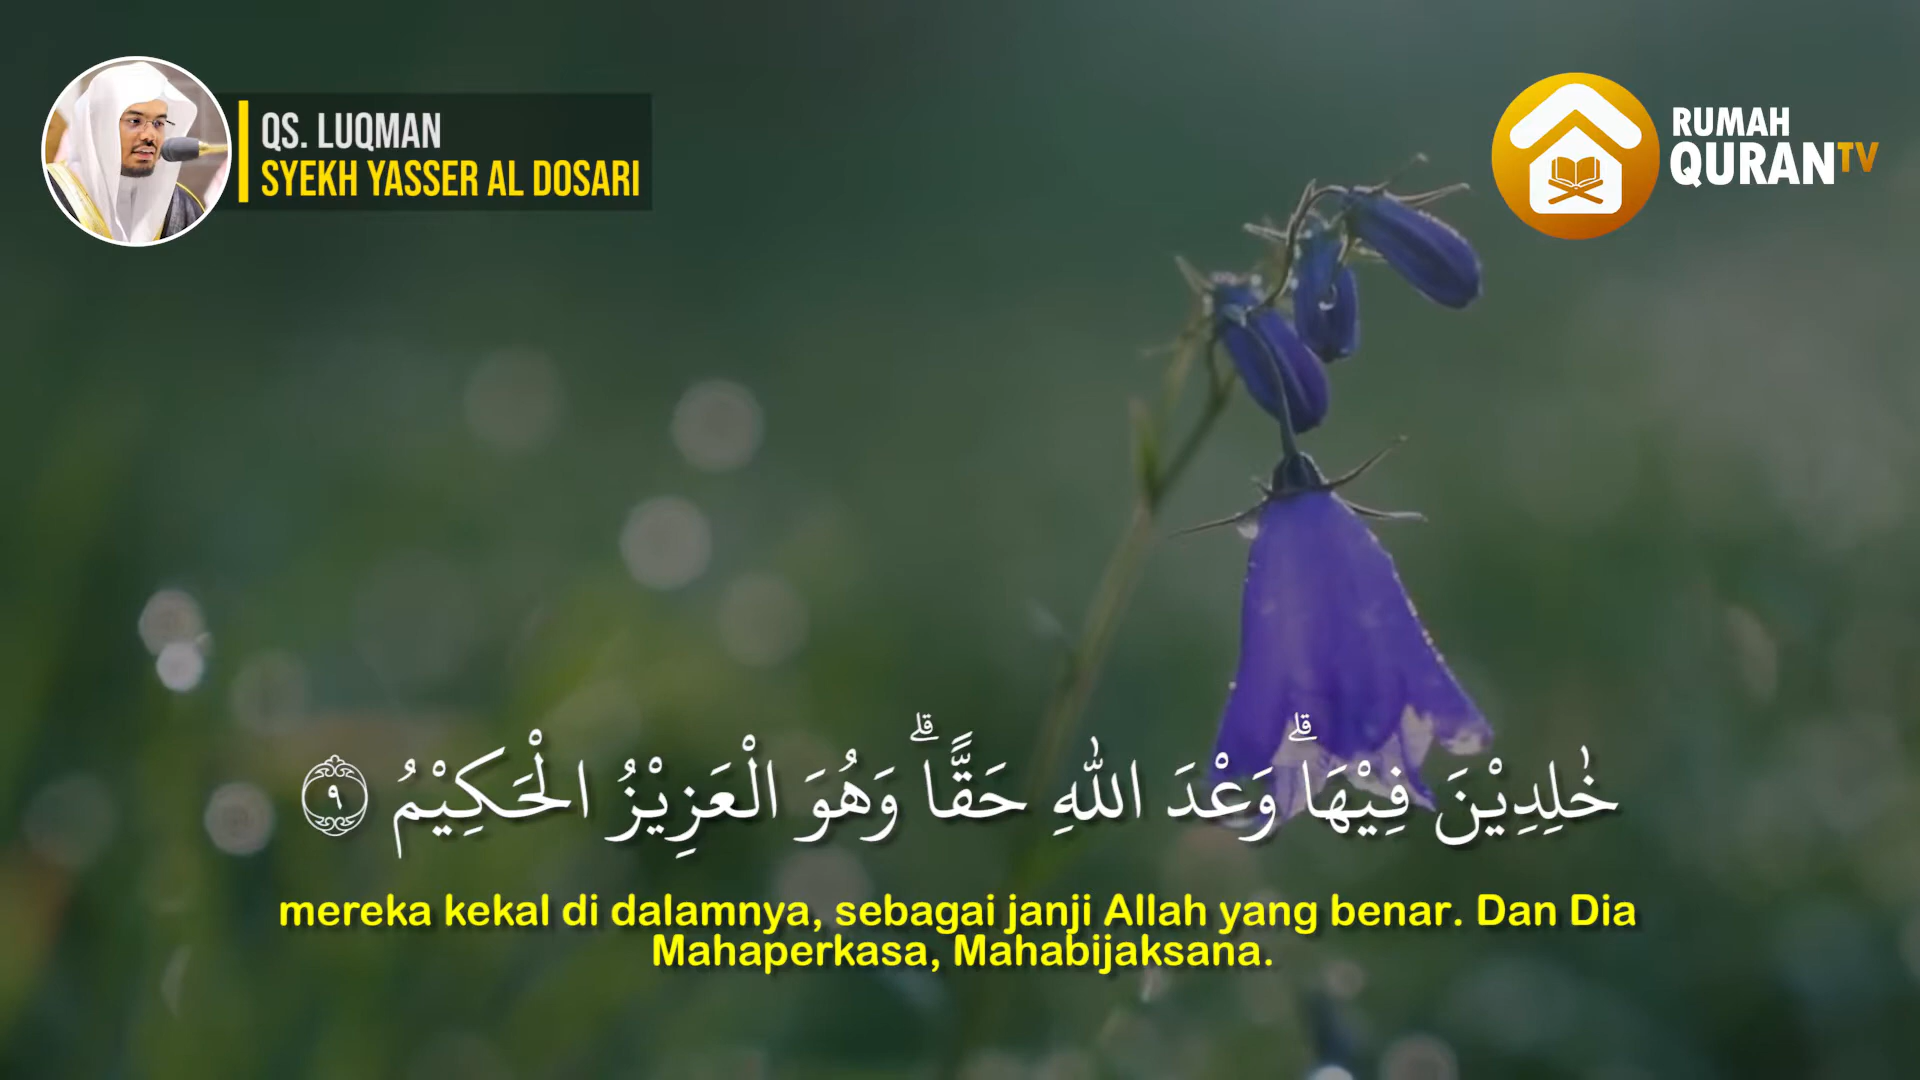 QS. LUQMAN
SYEKH YASSER AL DOSARI
RUMAH
QURANTV
خٰلِدِيْنَ فِيْهَاۗ وَعْدَ اللّٰهِ حَقًّاۗ وَهُوَ الْعَزِيْزُ الْحَكِيْمُ ٩
mereka kekal di dalamnya, sebagai janji Allah yang benar. Dan Dia
Mahaperkasa, Mahabijaksana.